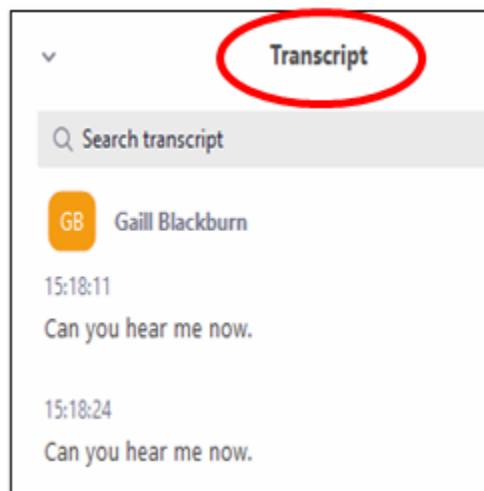 Transcript
Search transcript
GB Gaill Blackburn
15:18:11
Can you hear me now.
15:18:24
Can you hear me now.